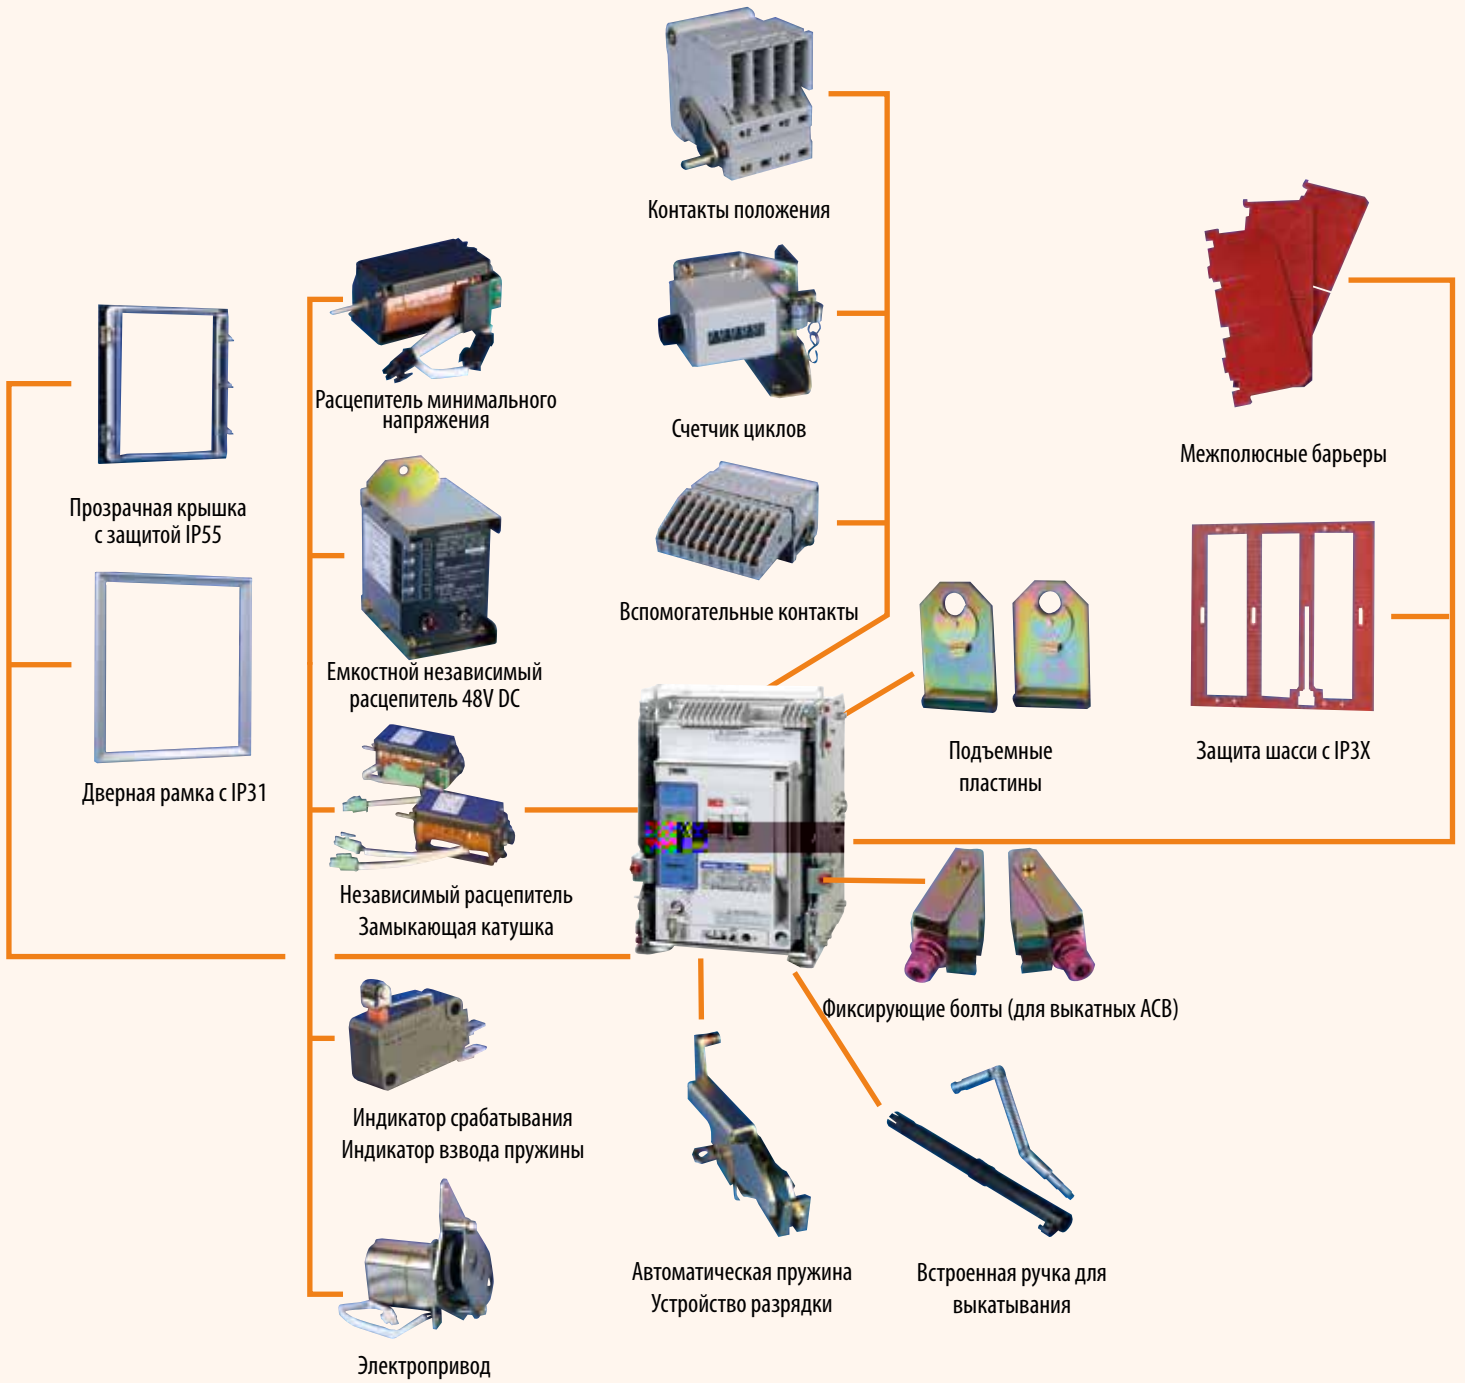 Контакты положения
Расцепитель минимального
напряжения
Счетчик циклов
Межполюсные барьеры
Прозрачная крышка
с защитой IP55
Вспомогательные контакты
Емкостной независимый
расцепитель 48V DC
Подъемные
пластины
Защита шасси с IP3X
Дверная рамка с IP31
Независимый расцепитель
Замыкающая катушка
Фиксирующие болты (для выкатных ACB)
Индикатор срабатывания
Индикатор взвода пружины
Автоматическая пружина
Устройство разрядки
Встроенная ручка для
выкатывания
Электропривод